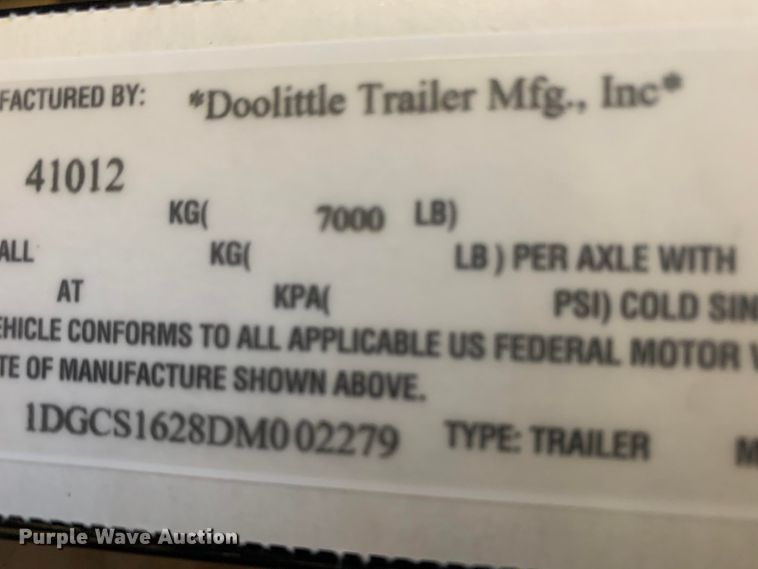 FACTURED BY: *Doolittle Trailer Mfg., Inc*
41012
KG( 7000 LB)
ALL KG( LB) PER AXLE WITH
AT KPA( PSI) COLD SIN
EHICLE CONFORMS TO ALL APPLICABLE US FEDERAL MOTOR V
TE OF MANUFACTURE SHOWN ABOVE.
1DGCS1628DM002279 TYPE: TRAILER M
Purple Wave Auction